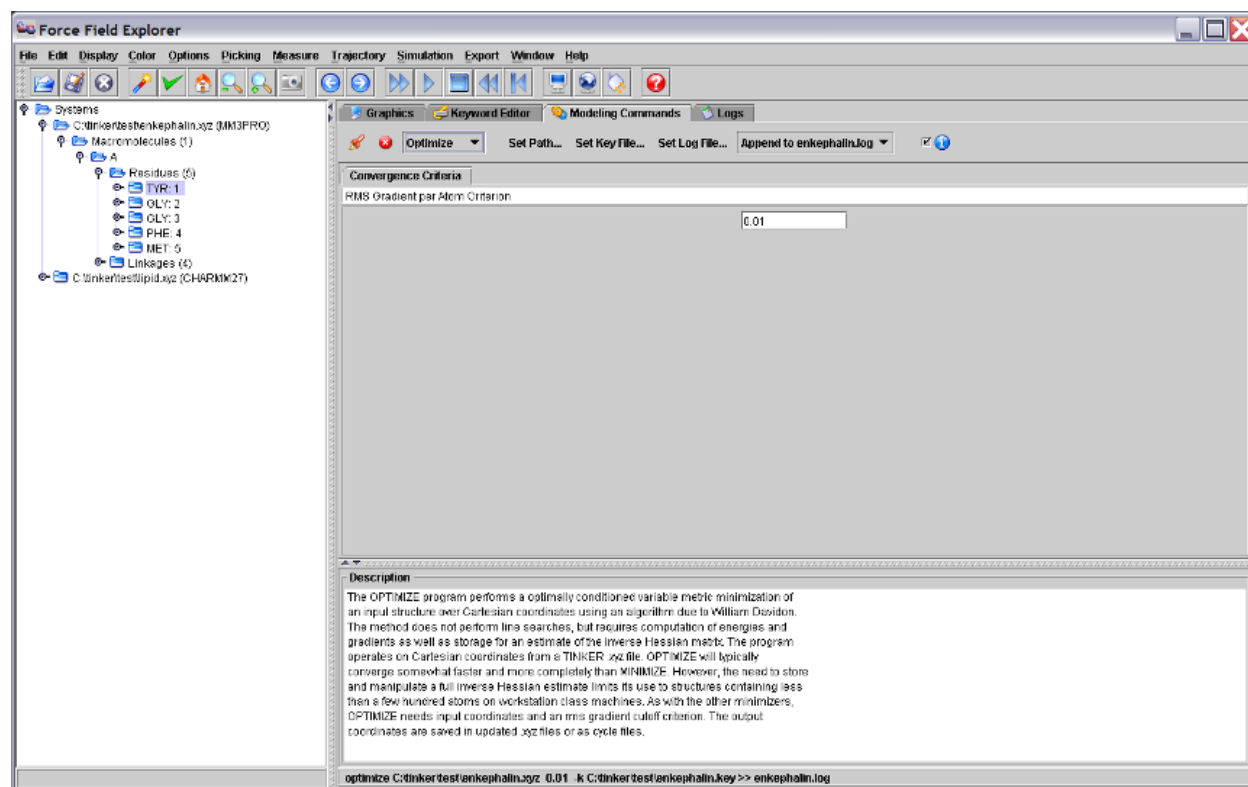 Force Field Explorer
File Edit Display Color Options Picking Measure Trajectory Simulation Export Window Help
Systems
C:\tinker\test\enkephalin.xyz (MM3PRO)
Macromolecules (1)
A
Residues (5)
TYR: 1
GLY: 2
GLY: 3
PHE: 4
MET: 5
Linkages (4)
C:\tinker\test\lipid.xyz (CHARMM27)
Graphics Keyword Editor Modeling Commands Logs
Optimize Set Path... Set Key File... Set Log File... Append to enkephalin.log
Convergence Criteria
RMS Gradient per Atom Criterion
0.01
Description
The OPTIMIZE program performs a optimally conditioned variable metric minimization of
an input structure over Cartesian coordinates using an algorithm due to William Davidon.
The method does not perform line searches, but requires computation of energies and
gradients as well as storage for an estimate of the inverse Hessian matrix. The program
operates on Cartesian coordinates from a TINKER .xyz file. OPTIMIZE will typically
converge somewhat faster and more completely than MINIMIZE. However, the need to store
and manipulate a full inverse Hessian estimate limits its use to structures containing less
than a few hundred atoms on workstation class machines. As with the other minimizers,
OPTIMIZE needs input coordinates and an rms gradient cutoff criterion. The output
coordinates are saved in updated .xyz files or as cycle files.
optimize C:\tinker\test\enkephalin.xyz 0.01 -k C:\tinker\test\enkephalin.key >> enkephalin.log